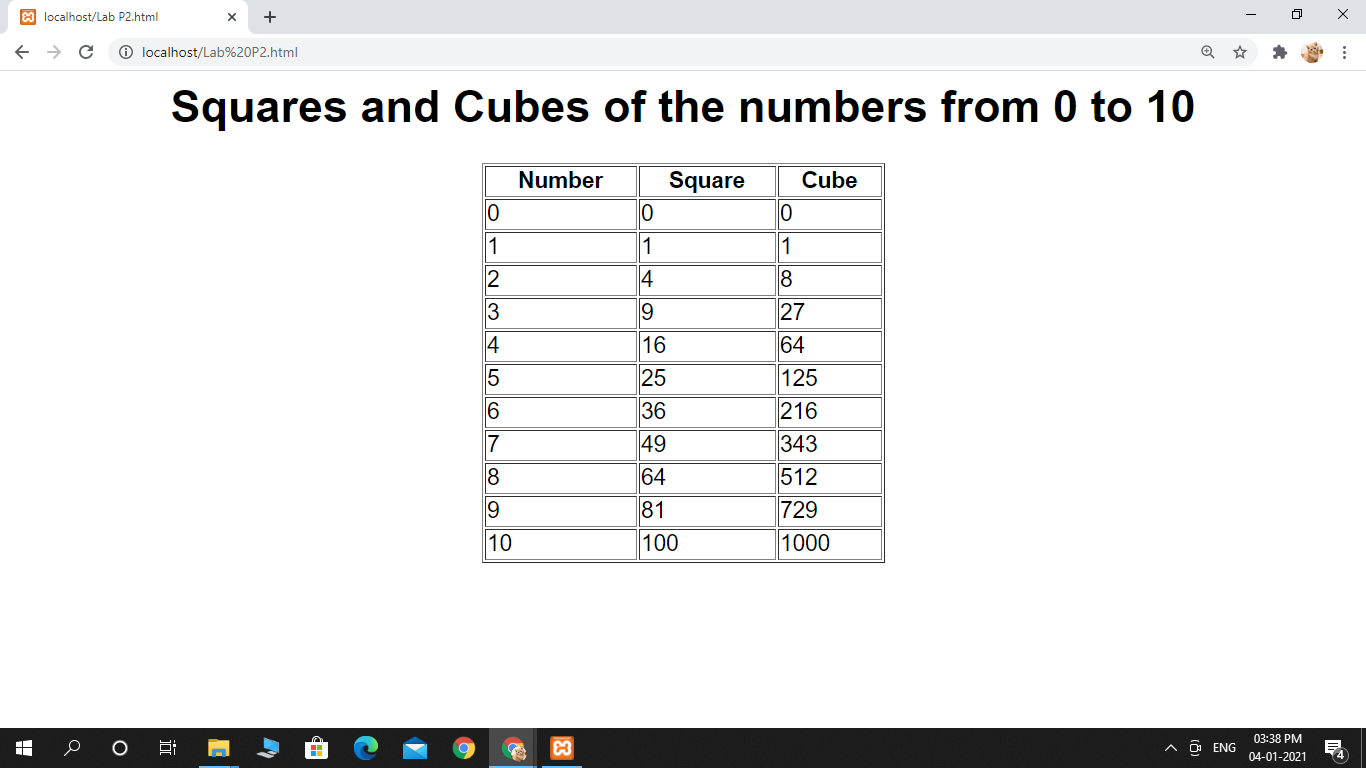 localhost/Lab P2.html
localhost/Lab%20P2.html
Squares and Cubes of the numbers from 0 to 10
Number Square Cube
0 0 0
1 1 1
2 4 8
3 9 27
4 16 64
5 25 125
6 36 216
7 49 343
8 64 512
9 81 729
10 100 1000
ENG
03:38 PM
04-01-2021
4